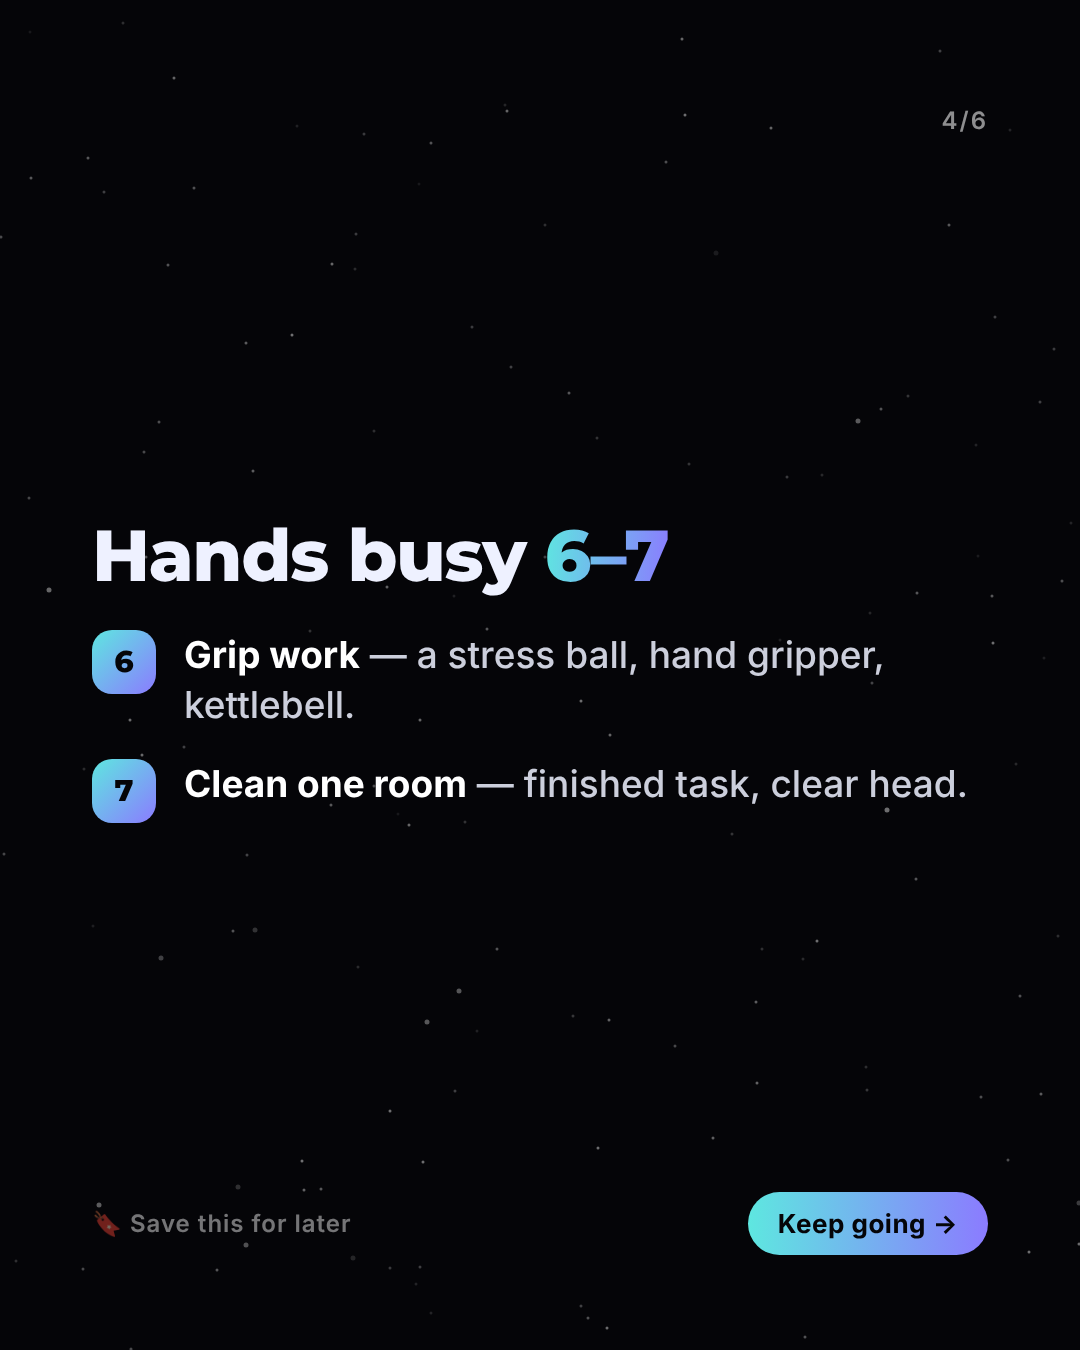 4/6
Hands busy 6–7
6
Grip work — a stress ball, hand gripper,
kettlebell.
7
Clean one room — finished task, clear head.
Save this for later
Keep going →